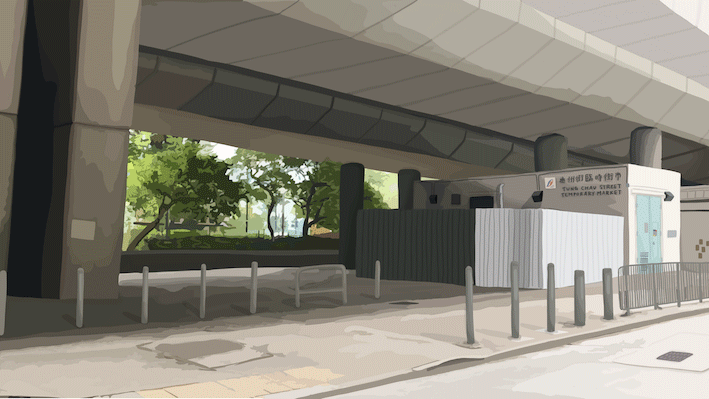 通州街臨時街市
TUNG CHAU STREET
TEMPORARY MARKET